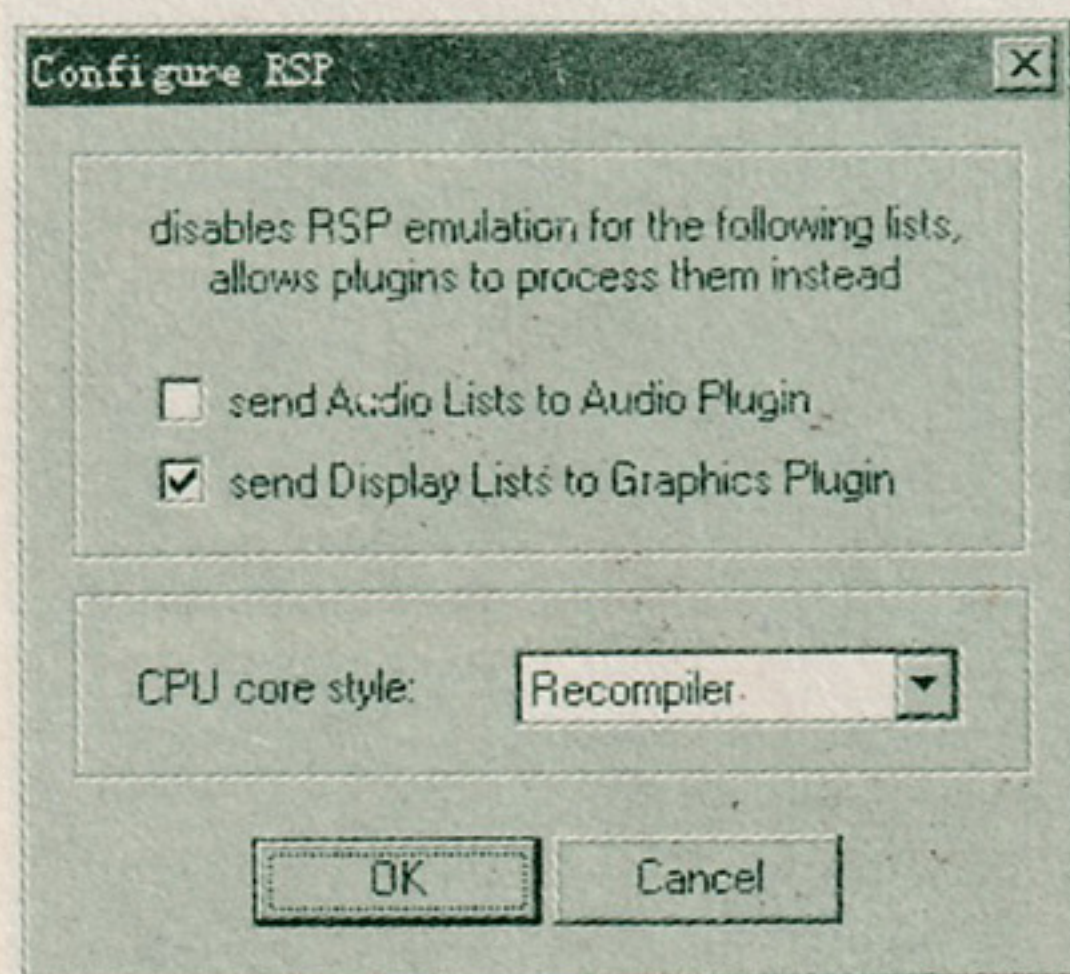 Configure RSP
disables RSP emulation for the following lists,
allows plugins to process them instead
send Audio Lists to Audio Plugin
send Display Lists to Graphics Plugin
CPU core style:
Recompiler
OK
Cancel